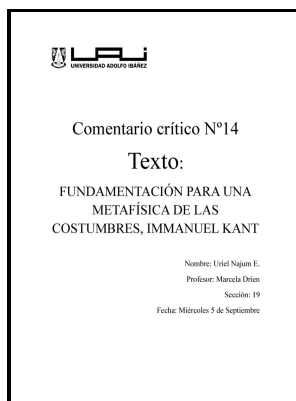 UAI
UNIVERSIDAD ADOLFO IBÁÑEZ
Comentario crítico Nº14
Texto:
FUNDAMENTACIÓN PARA UNA
METAFÍSICA DE LAS
COSTUMBRES, IMMANUEL KANT
Nombre: Uriel Najum E.
Profesor: Marcela Drien
Sección: 19
Fecha: Miércoles 5 de Septiembre